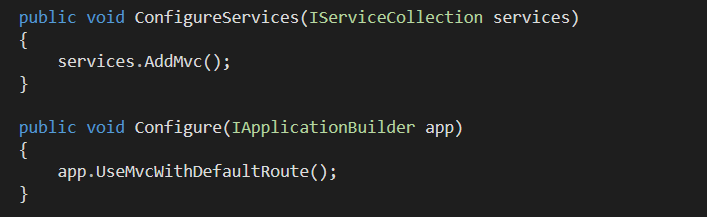 public void ConfigureServices(IServiceCollection services)
{
    services.AddMvc();
}
public void Configure(IApplicationBuilder app)
{
    app.UseMvcWithDefaultRoute();
}